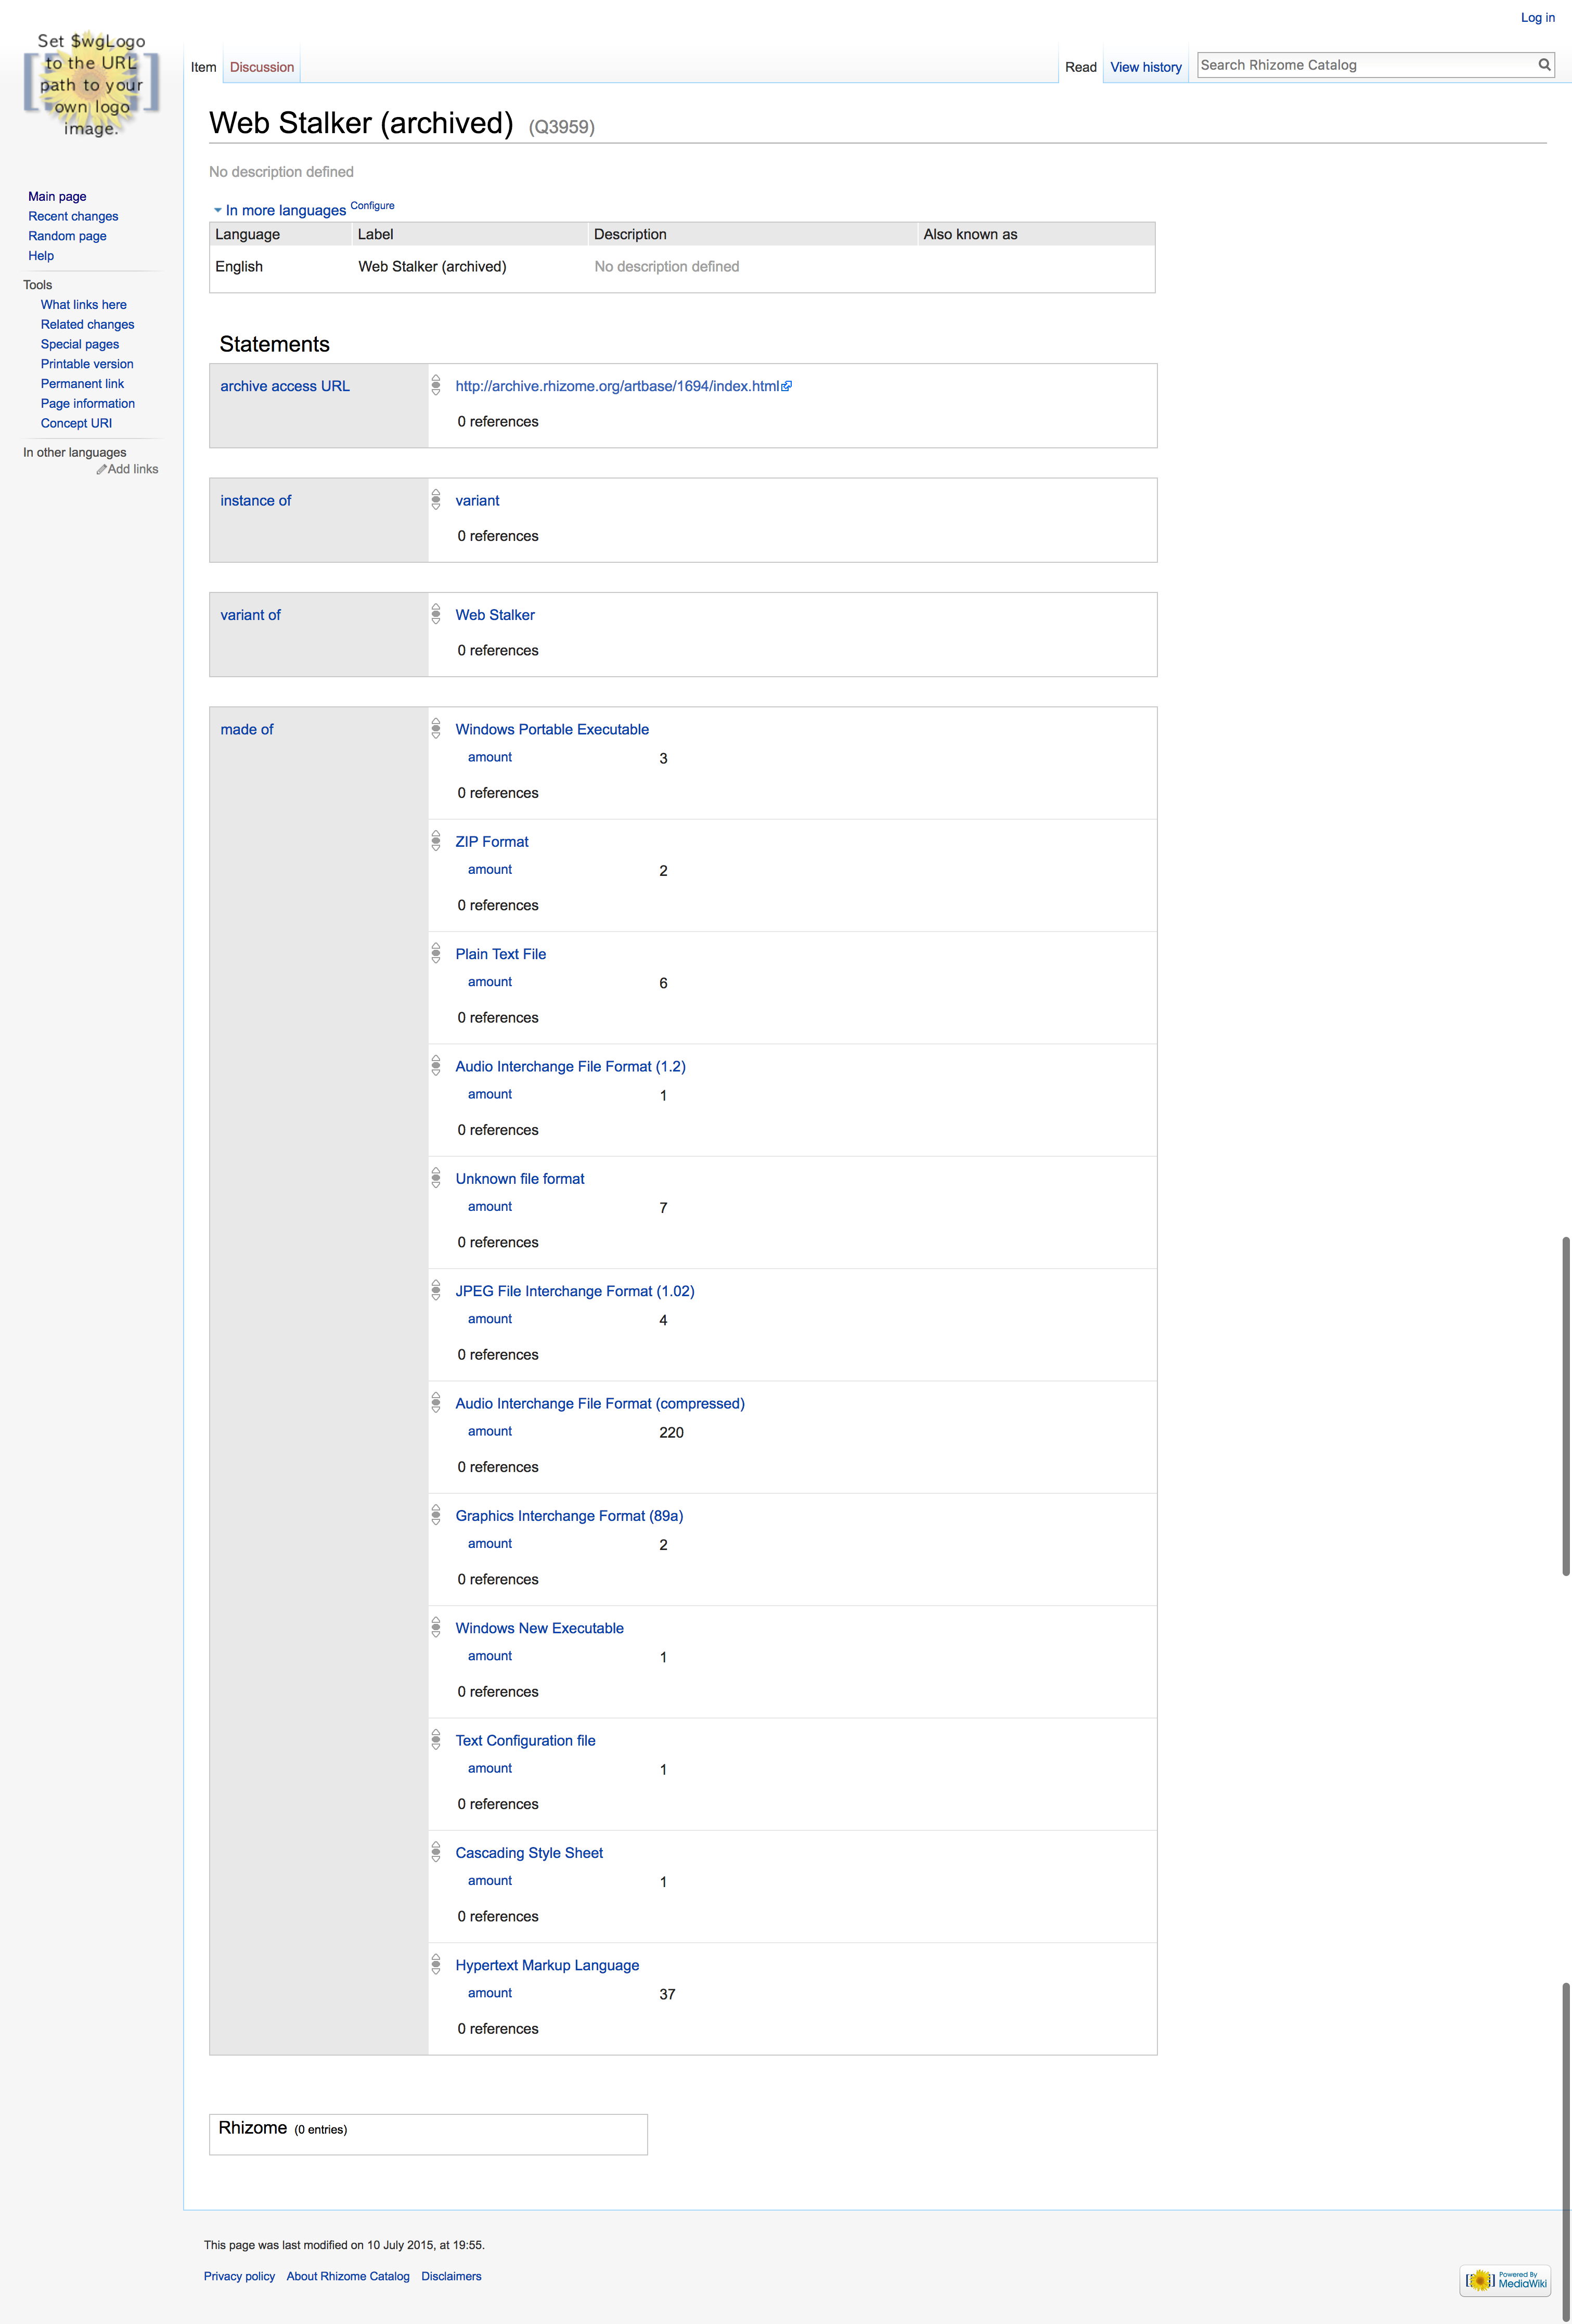 Log in
Set $wgLogo
to the URL
path to your
own logo
image.
Item Discussion Read View history Search Rhizome Catalog
Web Stalker (archived) (Q3959)
No description defined
Main page
Recent changes
Random page
Help
Tools
What links here
Related changes
Special pages
Printable version
Permanent link
Page information
Concept URI
In other languages
Add links
In more languages Configure
Language Label Description Also known as
English Web Stalker (archived) No description defined
Statements
archive access URL http://archive.rhizome.org/artbase/1694/index.html
0 references
instance of variant
0 references
variant of Web Stalker
0 references
made of Windows Portable Executable
amount 3
0 references
ZIP Format
amount 2
0 references
Plain Text File
amount 6
0 references
Audio Interchange File Format (1.2)
amount 1
0 references
Unknown file format
amount 7
0 references
JPEG File Interchange Format (1.02)
amount 4
0 references
Audio Interchange File Format (compressed)
amount 220
0 references
Graphics Interchange Format (89a)
amount 2
0 references
Windows New Executable
amount 1
0 references
Text Configuration file
amount 1
0 references
Cascading Style Sheet
amount 1
0 references
Hypertext Markup Language
amount 37
0 references
Rhizome (0 entries)
This page was last modified on 10 July 2015, at 19:55.
Privacy policy About Rhizome Catalog Disclaimers
Powered By
MediaWiki